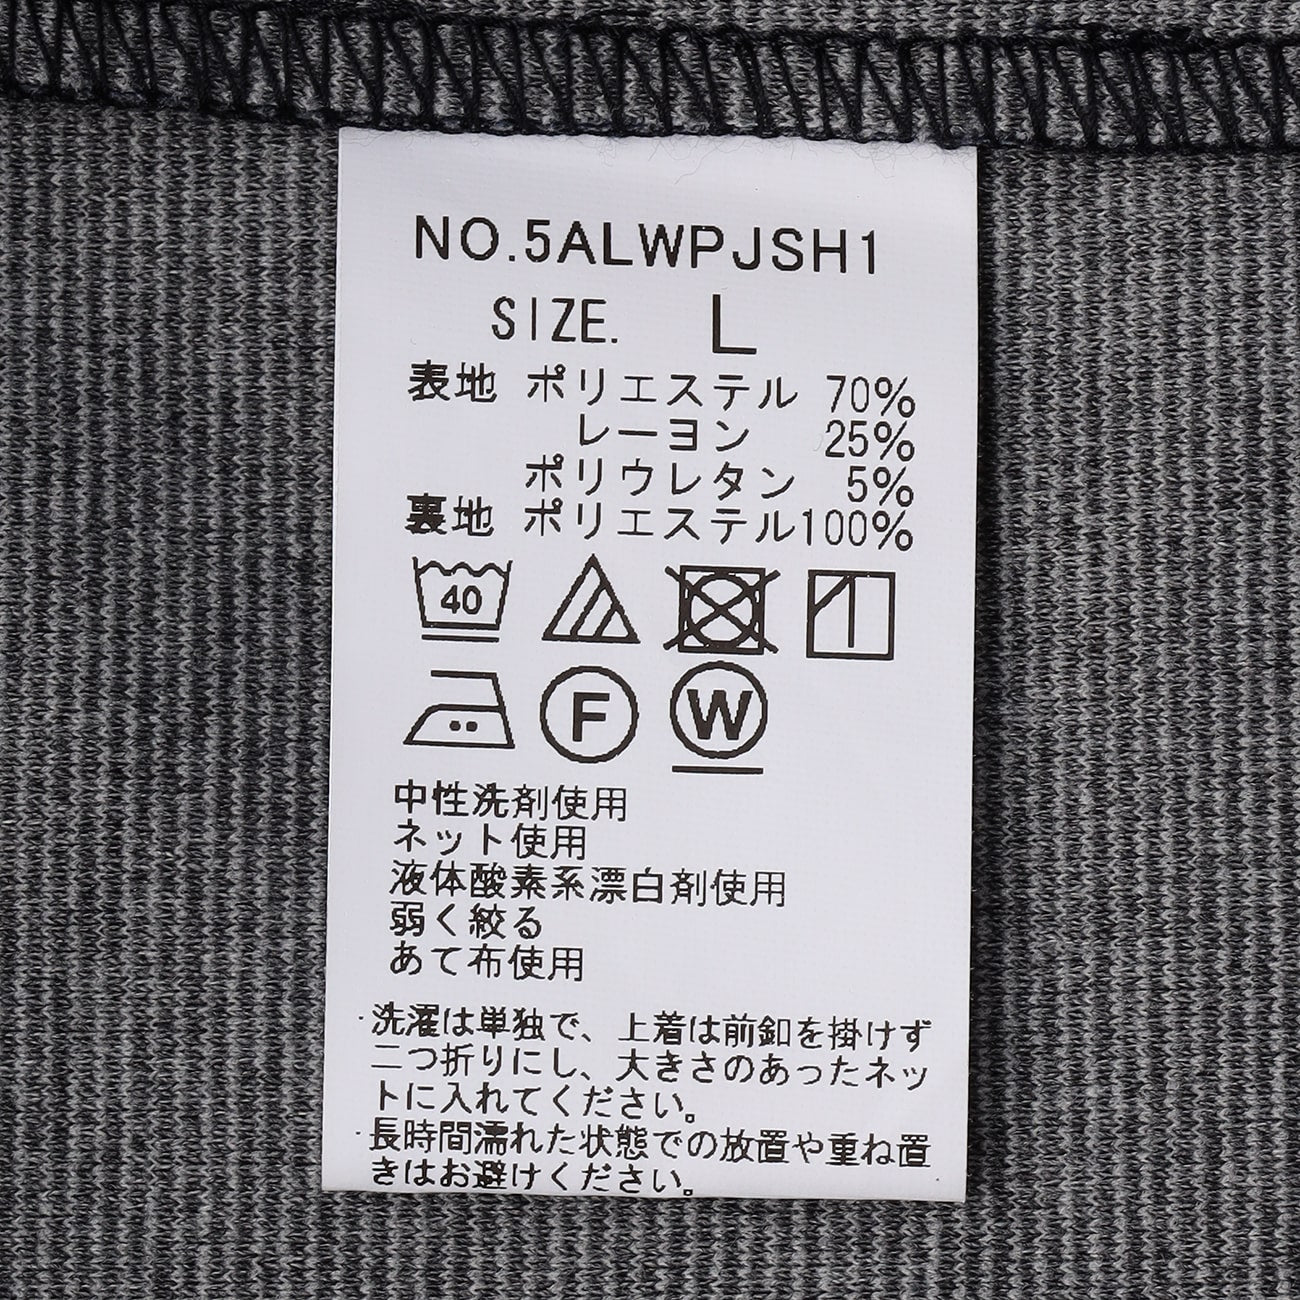 NO.5ALWPJSH1
SIZE. L
表地 ポリエステル 70%
レーヨン 25%
ポリウレタン 5%
裏地 ポリエステル100%
40
F W
中性洗剤使用
ネット使用
液体酸素系漂白剤使用
弱く絞る
あて布使用
・洗濯は単独で、上着は前釦を掛けず
二つ折りにし、大きさのあったネッ
トに入れてください。
・長時間濡れた状態での放置や重ね置
きはお避けください。